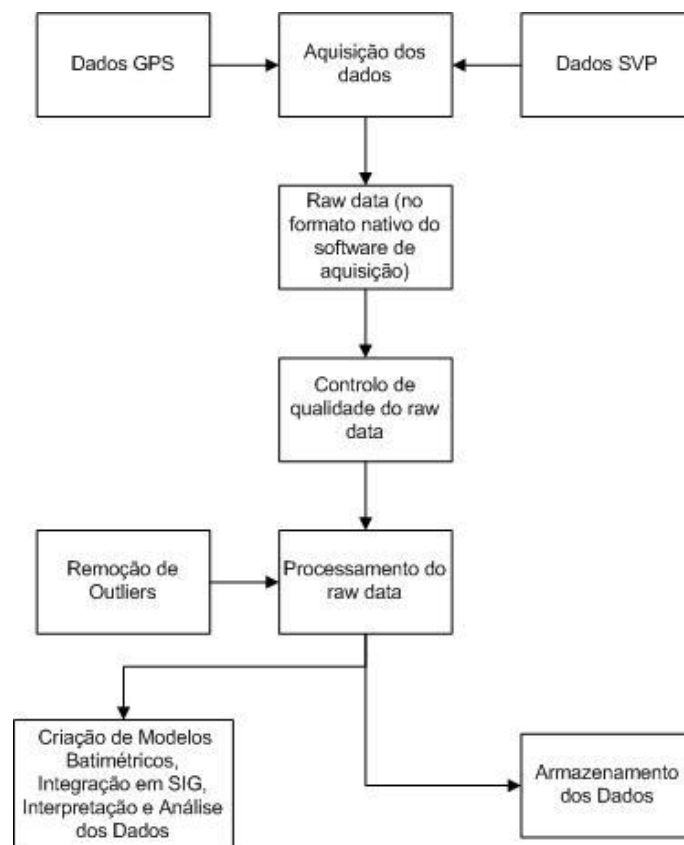 Dados GPS
Aquisição dos
dados
Dados SVP
Raw data (no
formato nativo do
software de
aquisição)
Controlo de
qualidade do raw
data
Remoção de
Outliers
Processamento do
raw data
Criação de Modelos
Batimétricos,
Integração em SIG,
Interpretação e Análise
dos Dados
Armazenamento
dos Dados